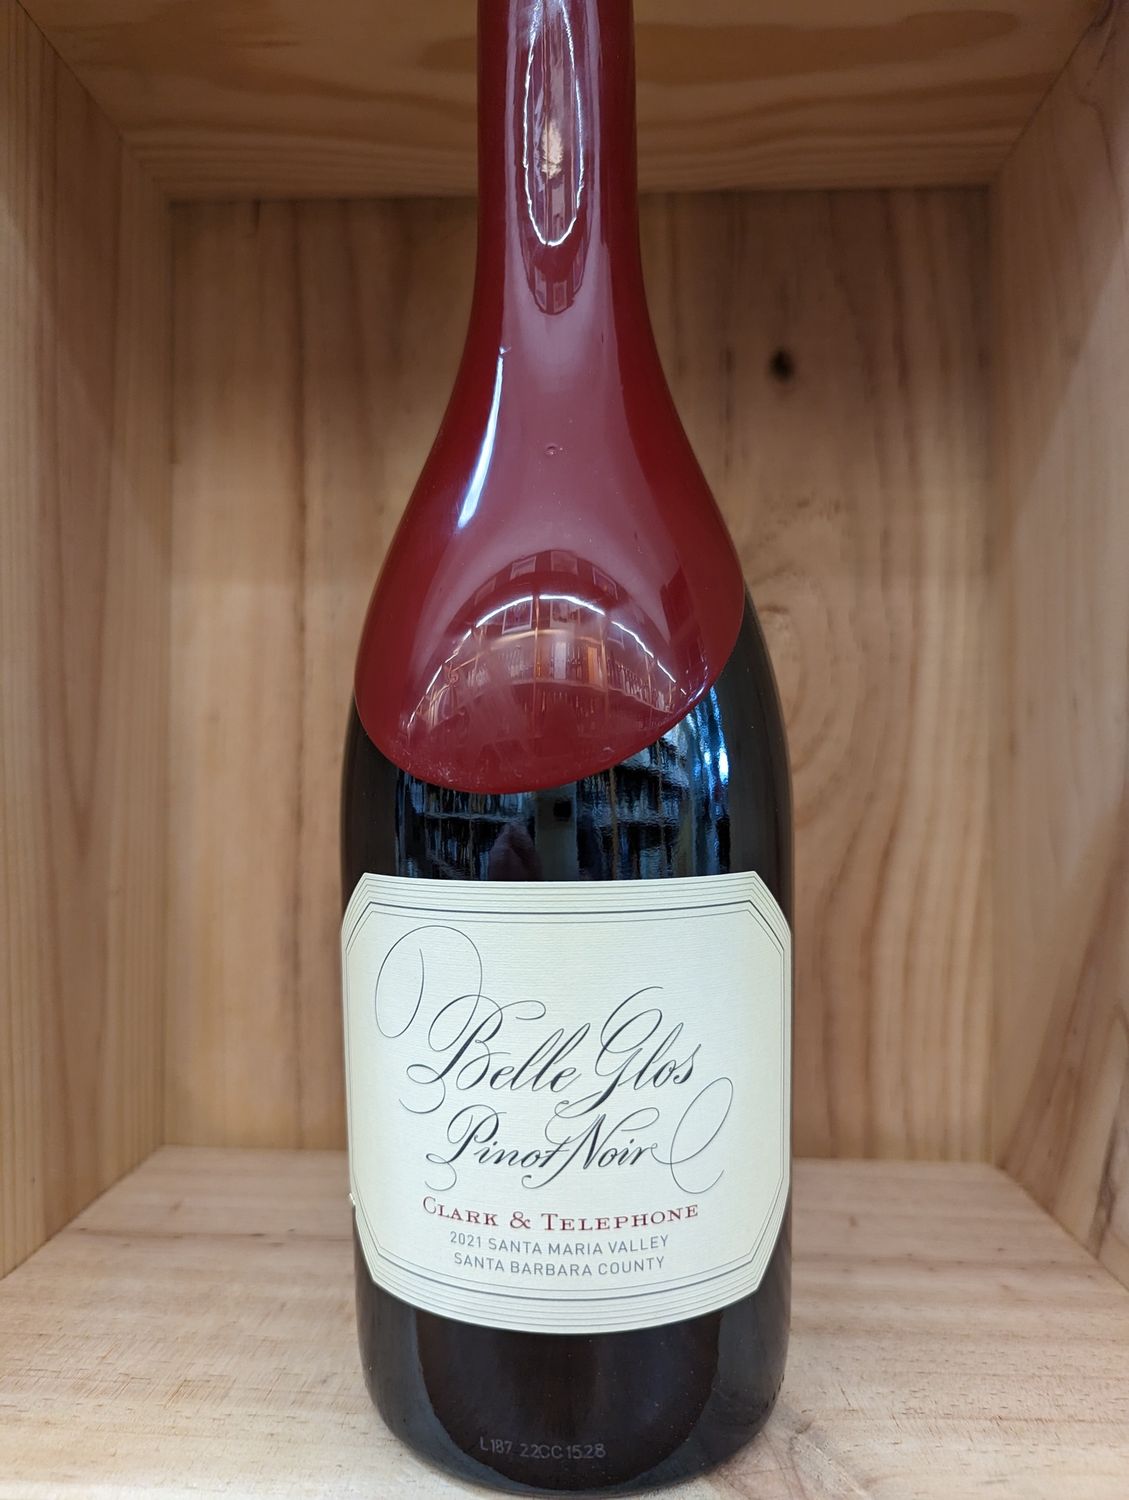 Belle Glos
Pinot Noir
CLARK & TELEPHONE
2021 SANTA MARIA VALLEY
SANTA BARBARA COUNTY
L187 22CC1528